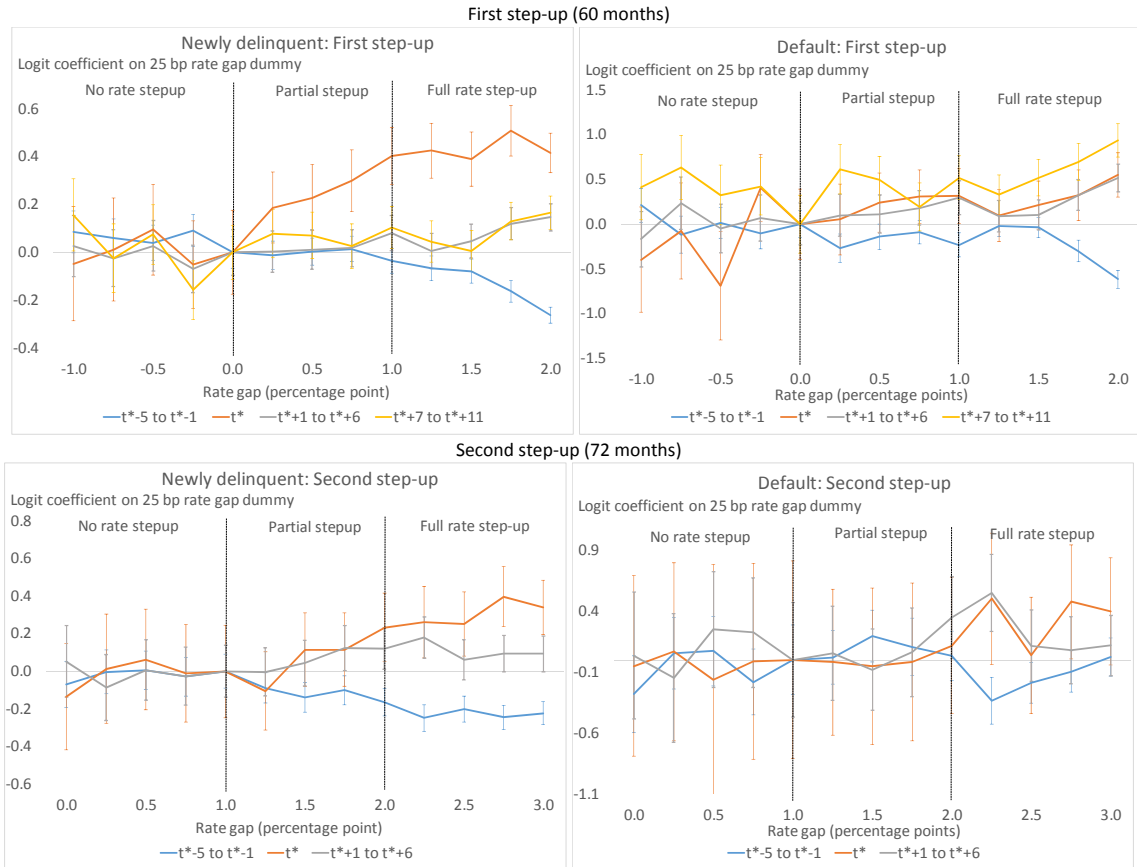 First step-up (60 months)
Newly delinquent: First step-up
Logit coefficient on 25 bp rate gap dummy
No rate stepup
Partial stepup
Full rate step-up
0.6
0.4
0.2
0.0
-0.2
-0.4
-1.0
-0.5
0.0
0.5
1.0
1.5
2.0
Rate gap (percentage point)
t*-5 to t*-1
t*
t*+1 to t*+6
t*+7 to t*+11
Default: First step-up
Logit coefficient on 25 bp rate gap dummy
No rate stepup
Partial stepup
Full rate stepup
1.5
1.0
0.5
0.0
-0.5
-1.0
-1.5
-1.0
-0.5
0.0
0.5
1.0
1.5
2.0
Rate gap (percentage points)
t*-5 to t*-1
t*
t*+1 to t*+6
t*+7 to t*+11
Second step-up (72 months)
Newly delinquent: Second step-up
Logit coefficient on 25 bp rate gap dummy
No rate stepup
Partial stepup
Full rate step-up
0.8
0.6
0.4
0.2
0.0
-0.2
-0.4
-0.6
0.0
0.5
1.0
1.5
2.0
2.5
3.0
Rate gap (percentage point)
t*-5 to t*-1
t*
t*+1 to t*+6
Default: Second step-up
Logit coefficient on 25 bp rate gap dummy
No rate stepup
Partial stepup
Full rate stepup
0.9
0.4
-0.1
-0.6
-1.1
0.0
0.5
1.0
1.5
2.0
2.5
3.0
Rate gap (percentage points)
t*-5 to t*-1
t*
t*+1 to t*+6